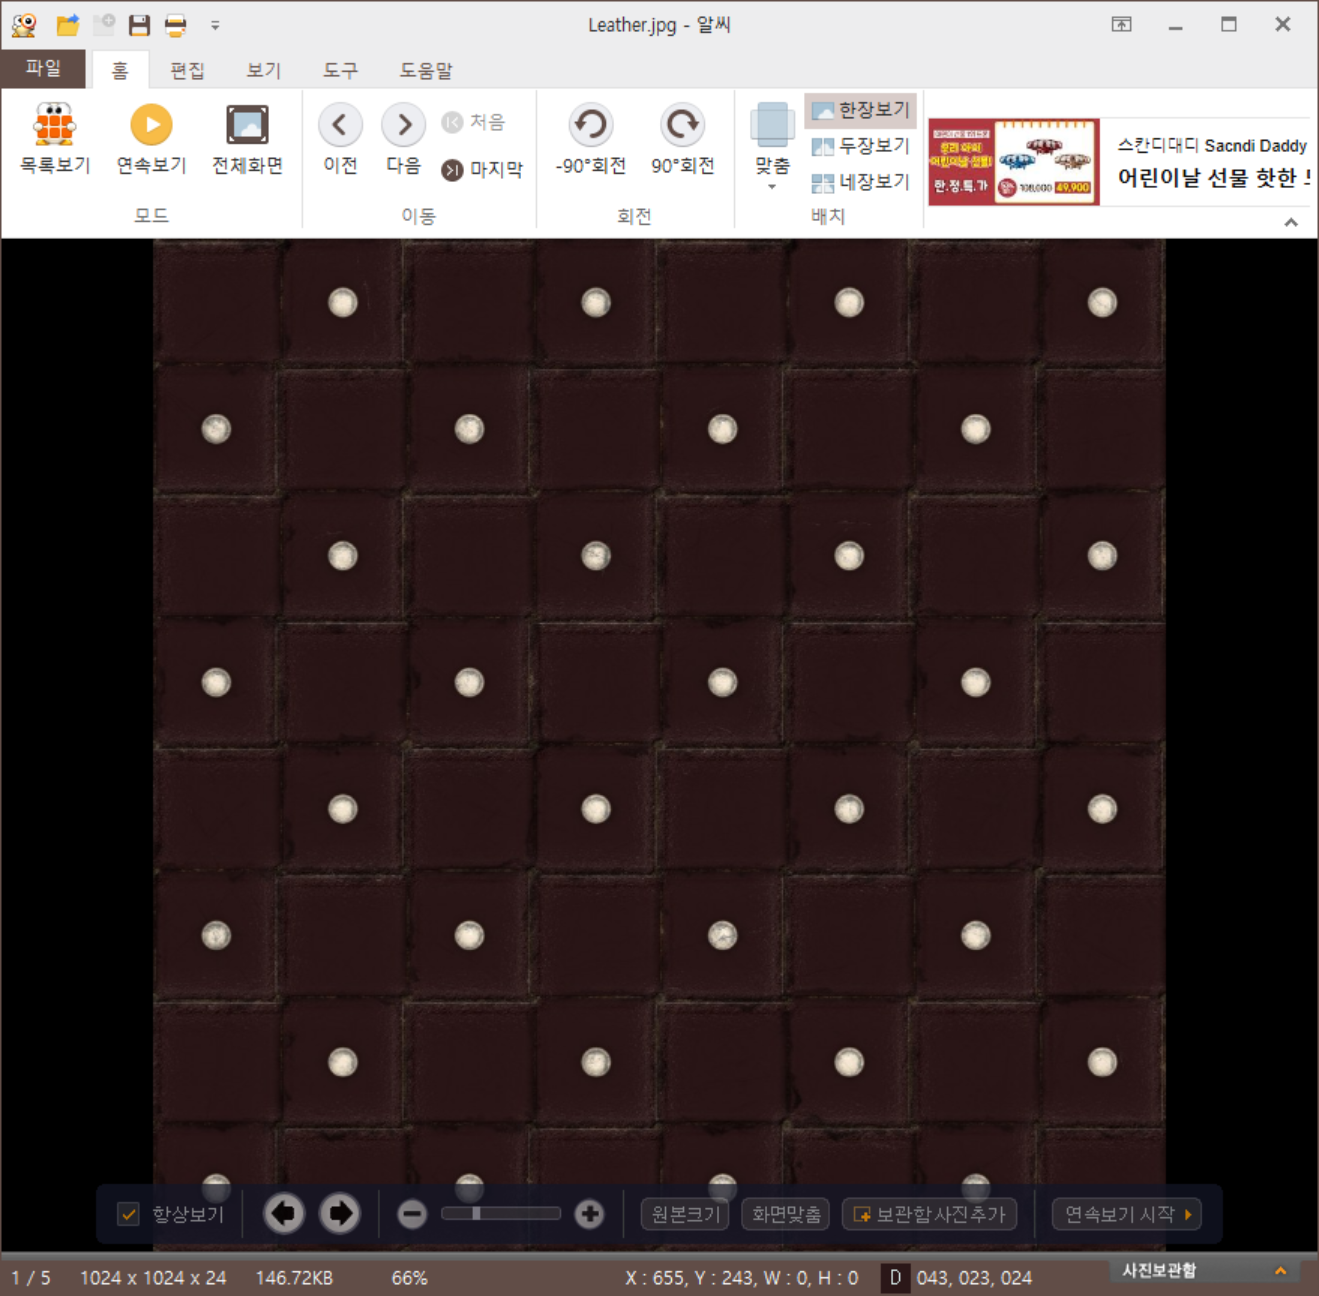 Leather.jpg - 알씨
파일 홈 편집 보기 도구 도움말
목록보기 연속보기 전체화면
모드
이전 다음 처음
마지막
이동
-90°회전 90°회전
회전
맞춤
한장보기
두장보기
네장보기
배치
한.정.특.가
108,000 49,900
스칸디대디 Sacndi Daddy
어린이날 선물 핫한
항상보기
원본크기 화면맞춤 보관함사진추가 연속보기 시작
1 / 5 1024 x 1024 x 24 146.72KB 66% X : 655, Y : 243, W : 0, H : 0 D 043, 023, 024 사진보관함